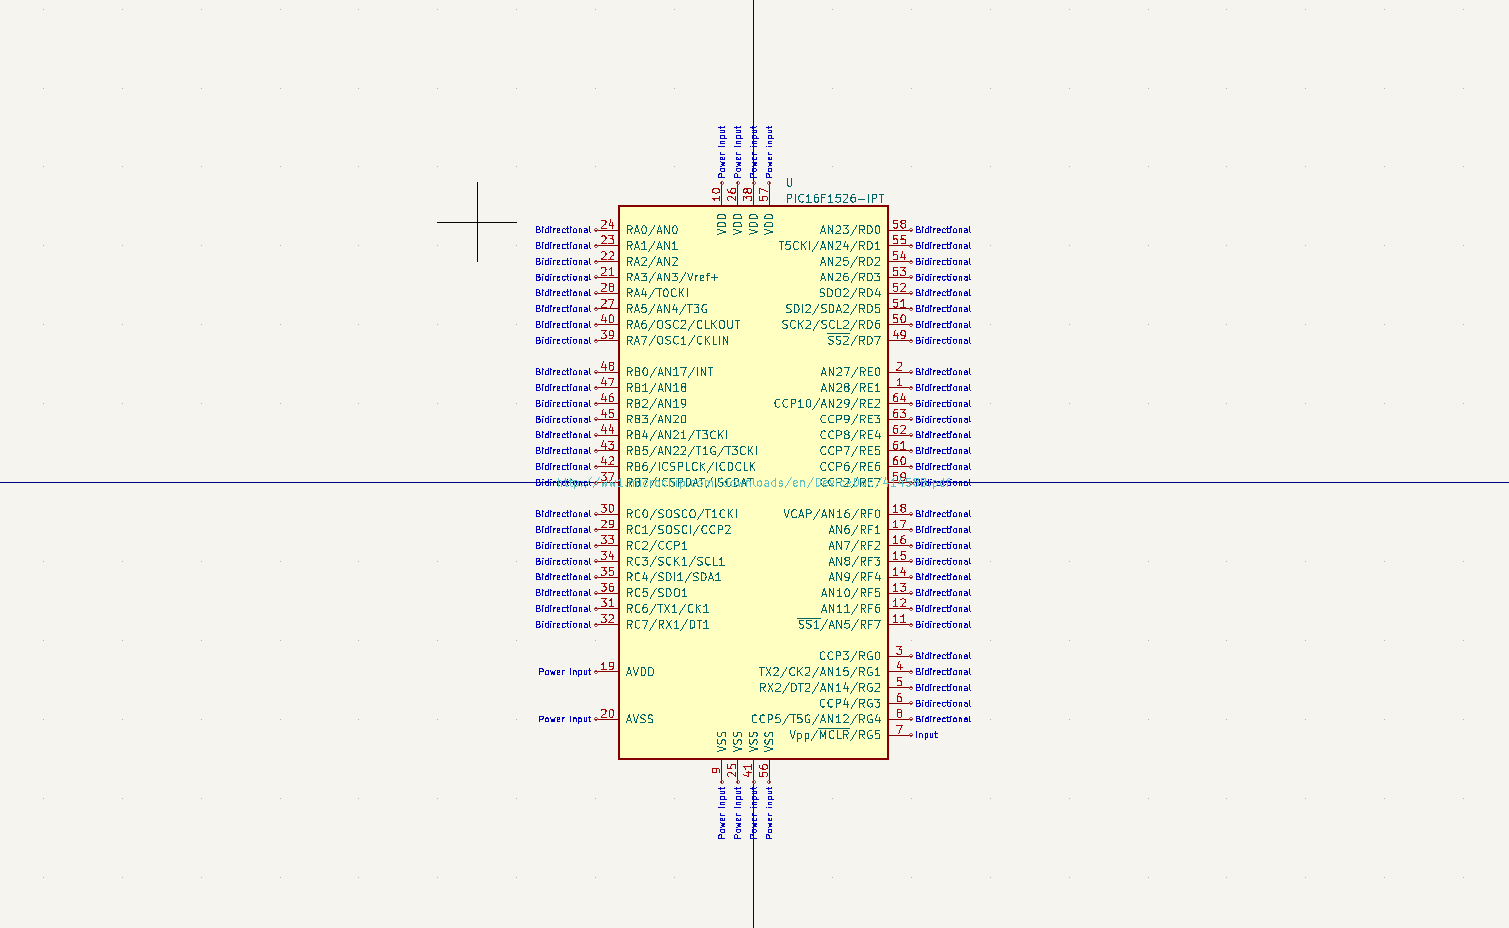 Power Input Power Input Power Input Power Input
10 26 38 57
U
PIC16F1526-IPT
VDD VDD VDD VDD
Bidirectional 24 RA0/AN0 AN23/RD0 58 Bidirectional
Bidirectional 23 RA1/AN1 T5CKI/AN24/RD1 55 Bidirectional
Bidirectional 22 RA2/AN2 AN25/RD2 54 Bidirectional
Bidirectional 21 RA3/AN3/Vref+ AN26/RD3 53 Bidirectional
Bidirectional 28 RA4/T0CKI SDO2/RD4 52 Bidirectional
Bidirectional 27 RA5/AN4/T3G SDI2/SDA2/RD5 51 Bidirectional
Bidirectional 40 RA6/OSC2/CLKOUT SCK2/SCL2/RD6 50 Bidirectional
Bidirectional 39 RA7/OSC1/CKLIN SS2/RD7 49 Bidirectional
Bidirectional 48 RB0/AN17/INT AN27/RE0 2 Bidirectional
Bidirectional 47 RB1/AN18 AN28/RE1 1 Bidirectional
Bidirectional 46 RB2/AN19 CCP10/AN29/RE2 64 Bidirectional
Bidirectional 45 RB3/AN20 CCP9/RE3 63 Bidirectional
Bidirectional 44 RB4/AN21/T3CKI CCP8/RE4 62 Bidirectional
Bidirectional 43 RB5/AN22/T1G/T3CKI CCP7/RE5 61 Bidirectional
Bidirectional 42 RB6/ICSPLCK/ICDCLK CCP6/RE6 60 Bidirectional
Bidirectional 37 RB7/ICSPDAT/ISCDAT CCP2/RE7 59 Bidirectional
Bidirectional 30 RC0/SOSCO/T1CKI VCAP/AN16/RF0 18 Bidirectional
Bidirectional 29 RC1/SOSCI/CCP2 AN6/RF1 17 Bidirectional
Bidirectional 33 RC2/CCP1 AN7/RF2 16 Bidirectional
Bidirectional 34 RC3/SCK1/SCL1 AN8/RF3 15 Bidirectional
Bidirectional 35 RC4/SDI1/SDA1 AN9/RF4 14 Bidirectional
Bidirectional 36 RC5/SDO1 AN10/RF5 13 Bidirectional
Bidirectional 31 RC6/TX1/CK1 AN11/RF6 12 Bidirectional
Bidirectional 32 RC7/RX1/DT1 SS1/AN5/RF7 11 Bidirectional
CCP3/RG0 3 Bidirectional
Power Input 19 AVDD TX2/CK2/AN15/RG1 4 Bidirectional
RX2/DT2/AN14/RG2 5 Bidirectional
CCP4/RG3 6 Bidirectional
Power Input 20 AVSS CCP5/T5G/AN12/RG4 8 Bidirectional
Vpp/MCLR/RG5 7 Input
VSS VSS VSS VSS
9 25 41 56
Power Input Power Input Power Input Power Input